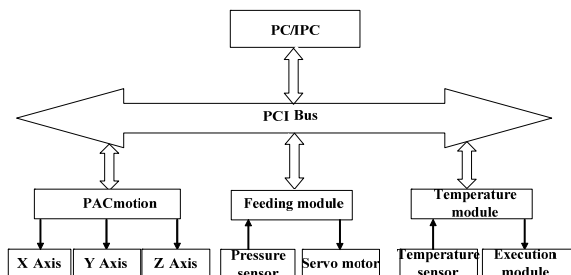 PC/IPC
PCI Bus
PACmotion
Feeding module
Temperature
module
X Axis
Y Axis
Z Axis
Pressure
sensor
Servo motor
Temperature
sensor
Execution
module